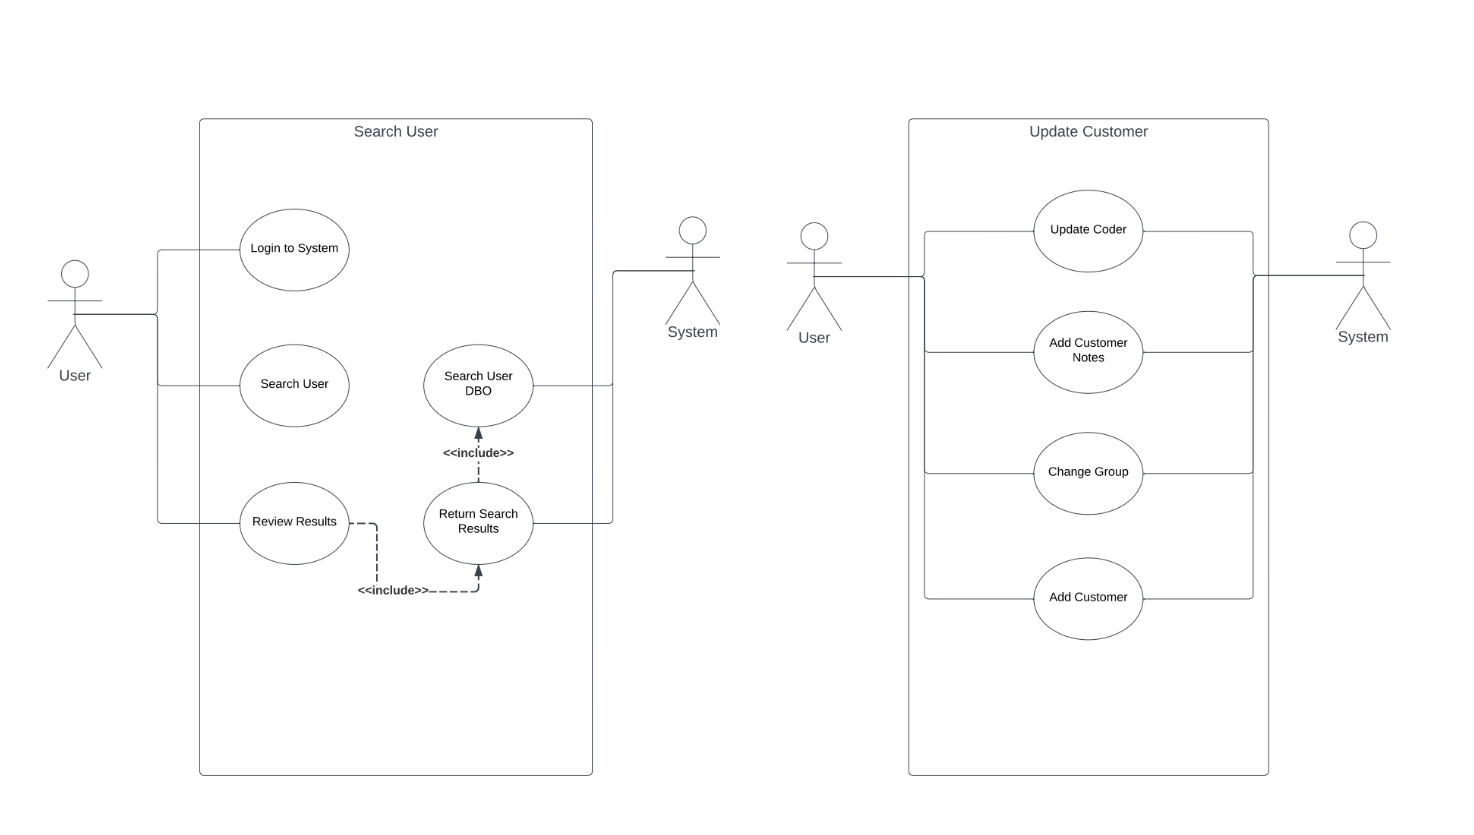 Search User
Login to System
Search User
Review Results
Search User
DBO
<<include>>
Return Search
Results
<<include>>
User
System
Update Customer
Update Coder
Add Customer
Notes
Change Group
Add Customer
User
System